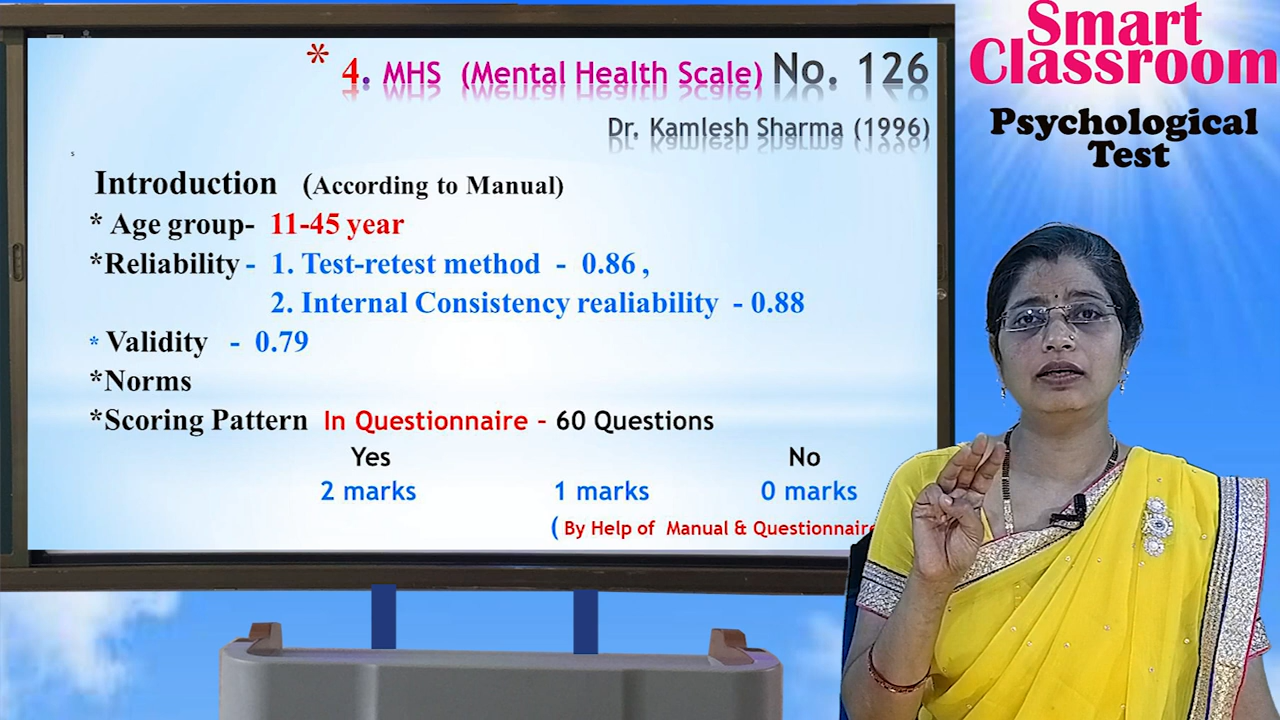 * 4. MHS (Mental Health Scale) No. 126
Dr. Kamlesh Sharma (1996)
s
Introduction (According to Manual)
* Age group- 11-45 year
*Reliability - 1. Test-retest method - 0.86 ,
2. Internal Consistency realiability - 0.88
* Validity - 0.79
*Norms
*Scoring Pattern In Questionnaire – 60 Questions
Yes No
2 marks 1 marks 0 marks
( By Help of Manual & Questionnaire
Smart
Classroom
Psychological
Test